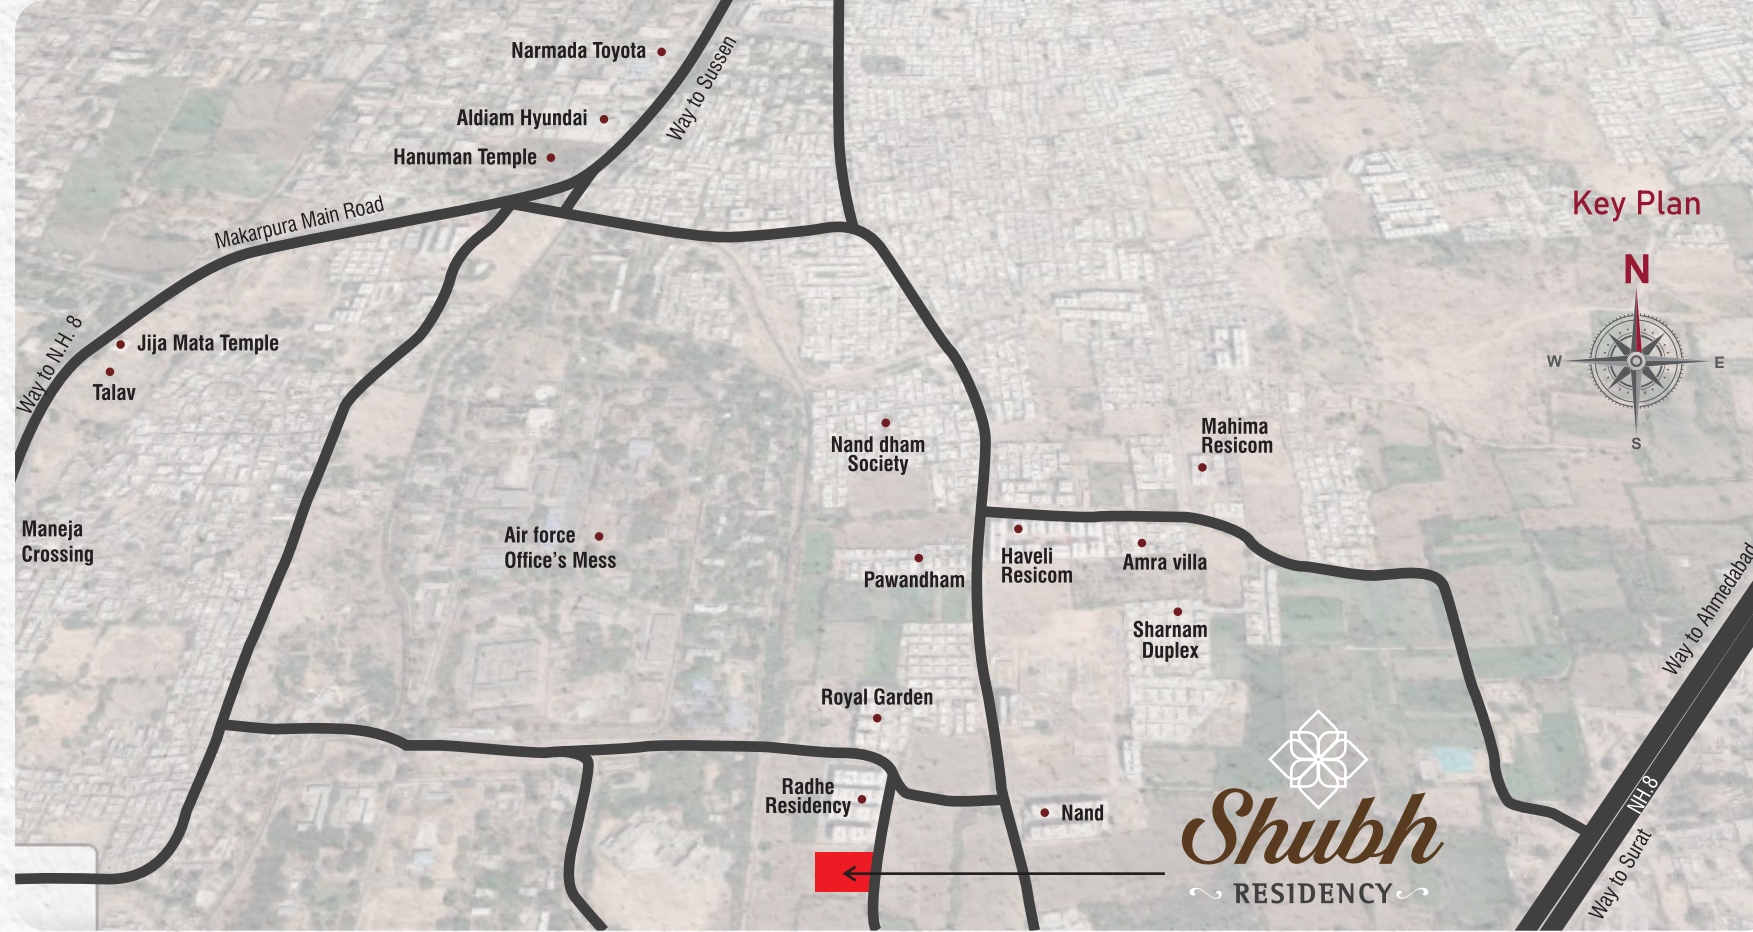 Narmada Toyota
Way to Sussen
Aldiam Hyundai
Hanuman Temple
Makarpura Main Road
Key Plan
N
W
E
S
Way to N.H. 8
Jija Mata Temple
Talav
Nand dham
Society
Mahima
Resicom
Maneja
Crossing
Air force
Office's Mess
Pawandham
Haveli
Resicom
Amra villa
Sharnam
Duplex
Way to Ahmedabad
Royal Garden
Radhe
Residency
Nand
NH.8
Way to Surat
Shubh
RESIDENCY